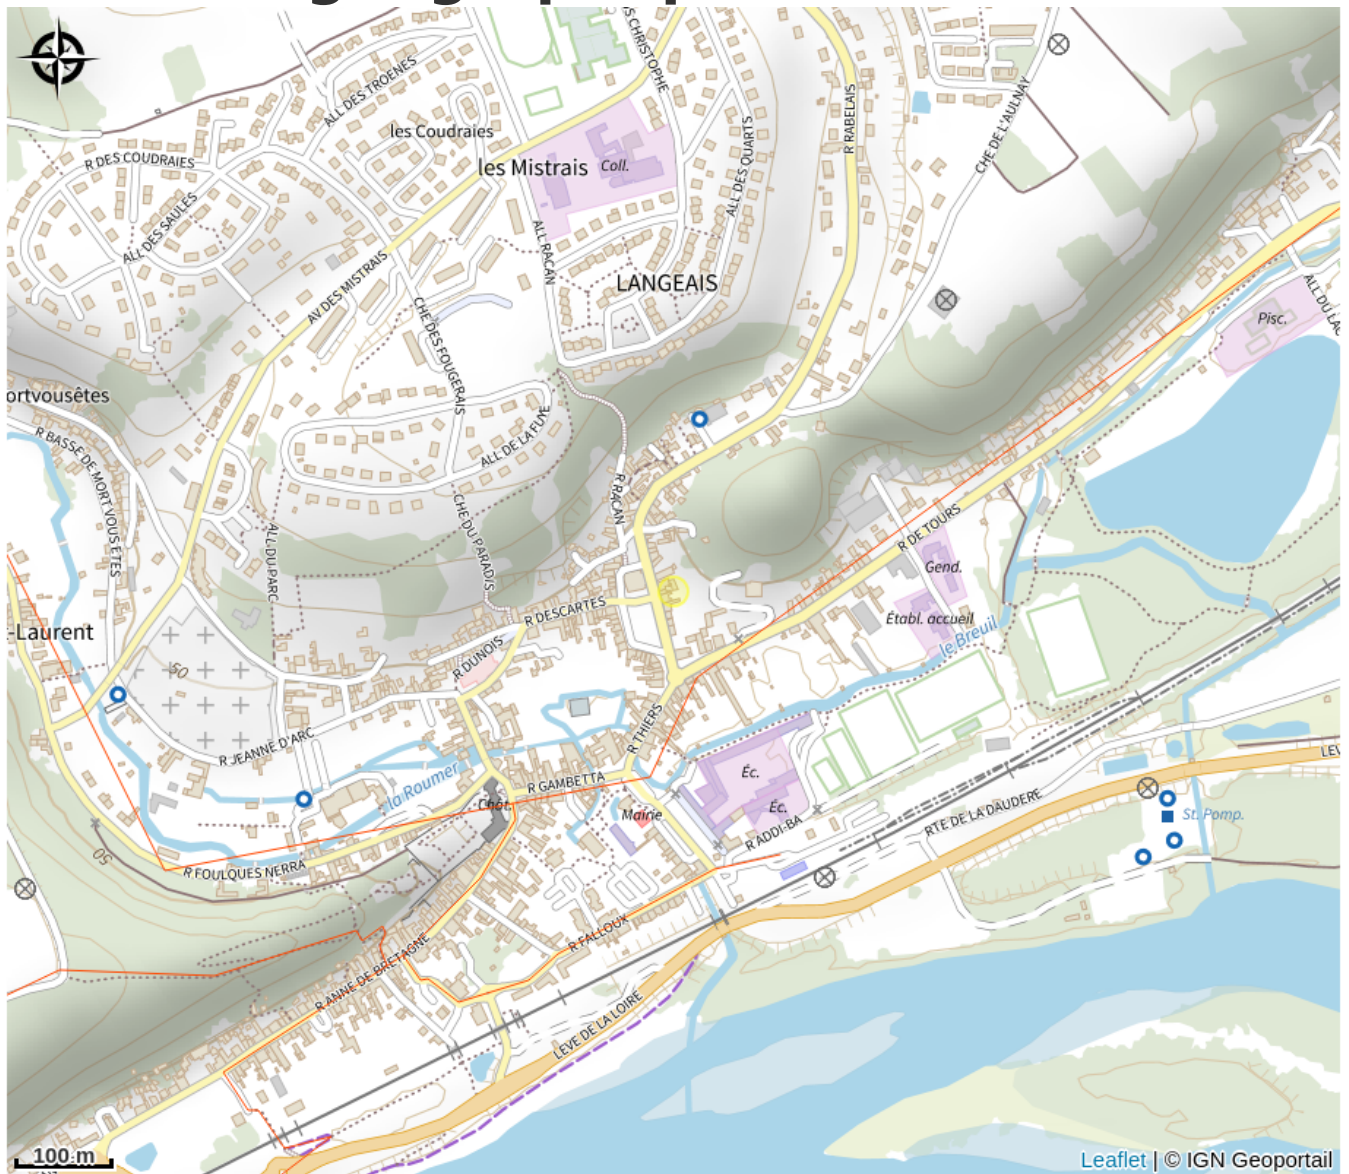 S CHRISTOPHE
ALL DES TROENES
les Coudraies
R RABELAIS
CHE DE L'AULNAY
R DES COUDRAIES
les Mistrais
Coll.
ALL DES QUARTS
ALL DES SAULES
ALL RACAN
AV DES MISTRAIS
LANGEAIS
ALL DU LAC
Pisc.
CHE DES FOUGERAIS
ortvousêtes
R BASSE DE MORT VOUS ETES
ALL DE LA FUYE
R RACAN
CHE DU PARADIS
ALL DU PARC
R DE TOURS
Gend.
R DESCARTES
Établ. accueil
-Laurent
le Breuil
R DUNOIS
50
R THIERS
R JEANNE D'ARC
la Roumer
R GAMBETTA
Éc.
Chât.
Éc.
Mairie
LEV
RTE DE LA DAUDERE
St. Pomp.
R ADDI-BA
50
R FOULQUES NERRA
R FALLOUX
R ANNE DE BRETAGNE
LEVE DE LA LOIRE
100 m
Leaflet | © IGN Geoportail